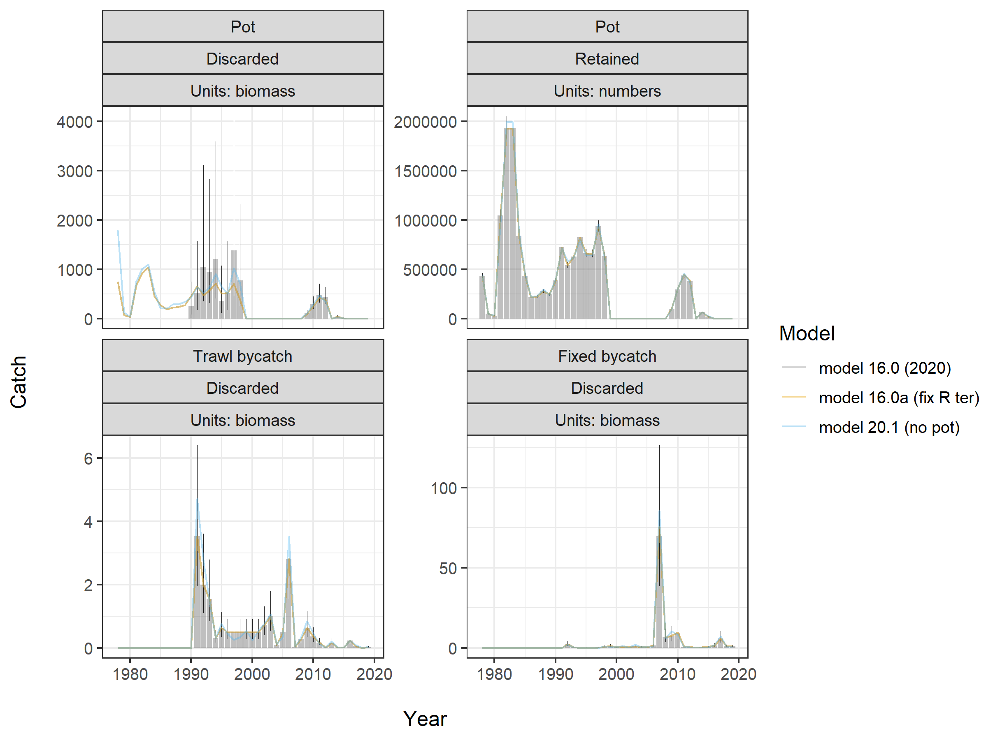 Pot
Discarded
Units: biomass
4000
3000
2000
1000
0
Pot
Retained
Units: numbers
2000000
1500000
1000000
500000
0
Trawl bycatch
Discarded
Units: biomass
6
4
2
0
1980 1990 2000 2010 2020
Fixed bycatch
Discarded
Units: biomass
100
50
0
1980 1990 2000 2010 2020
Catch
Year
Model
model 16.0 (2020)
model 16.0a (fix R ter)
model 20.1 (no pot)